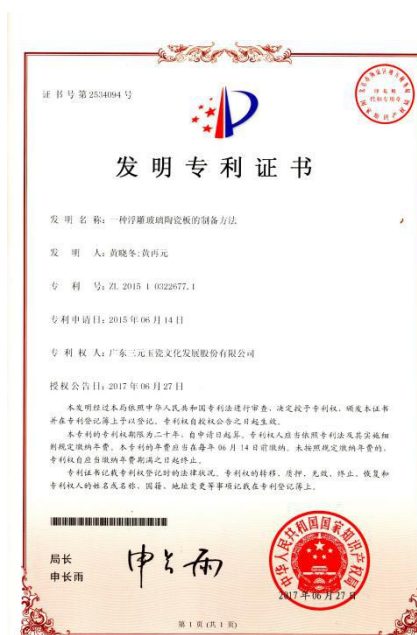 证书号第2534094号
发明专利证书
发明名称：一种浮雕玻璃陶瓷板的制备方法
发明人：黄晓冬;黄冉元
专利号：ZL 2015 1 0322677.1
专利申请日：2015年06月14日
专利权人：广东三元玉瓷文化发展股份有限公司
授权公告日：2017年06月27日
本发明经过本局依照中华人民共和国专利法进行审查，决定授予专利权，颁发本证书
并在专利登记簿上予以登记。专利权自授权公告之日起生效。
本专利的专利权期限为二十年，自申请日起算。专利权人应当依照专利法及其实施细
则规定缴纳年费。本专利的年费应当在每年06月14日前缴纳。未按照规定缴纳年费的，
专利权自应当缴纳年费期满之日起终止。
专利证书记载专利权登记时的法律状况。专利权的转移、质押、无效、终止、恢复和
专利权人的姓名或名称、国籍、地址变更等事项记载在专利登记簿上。
局长
申长雨
申长雨
中华人民共和国国家知识产权局
2017年06月27日
第1页(共1页)